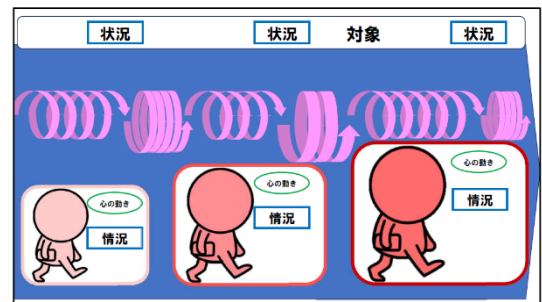 状況 状況 対象 状況
心の動き
情況
心の動き
情況
心の動き
情況